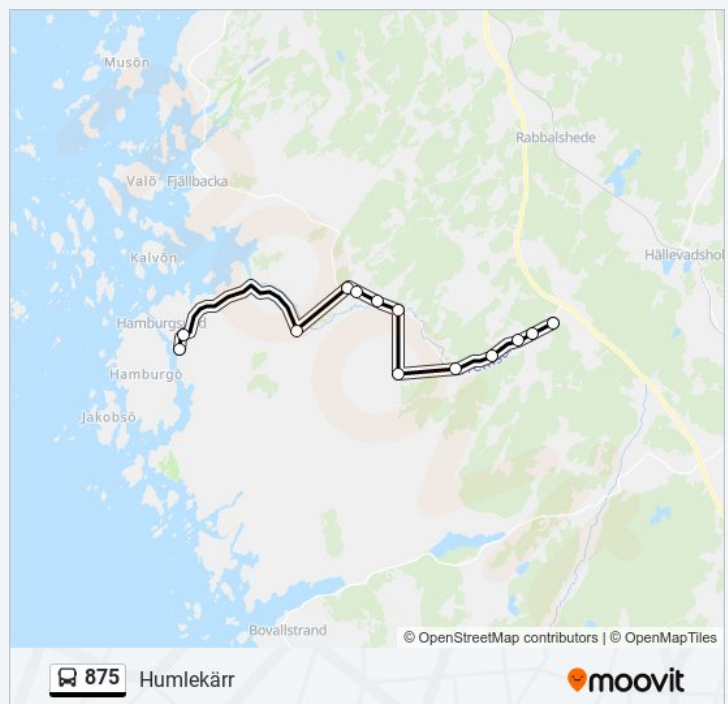 Musön
Rabbalshede
Valö
Fjällbacka
Hällevadshol
Kalvön
Hamburgsund
Hamburgö
Jakobsö
Bovallstrand
© OpenStreetMap contributors | © OpenMapTiles
875 Humlekärr
moovit